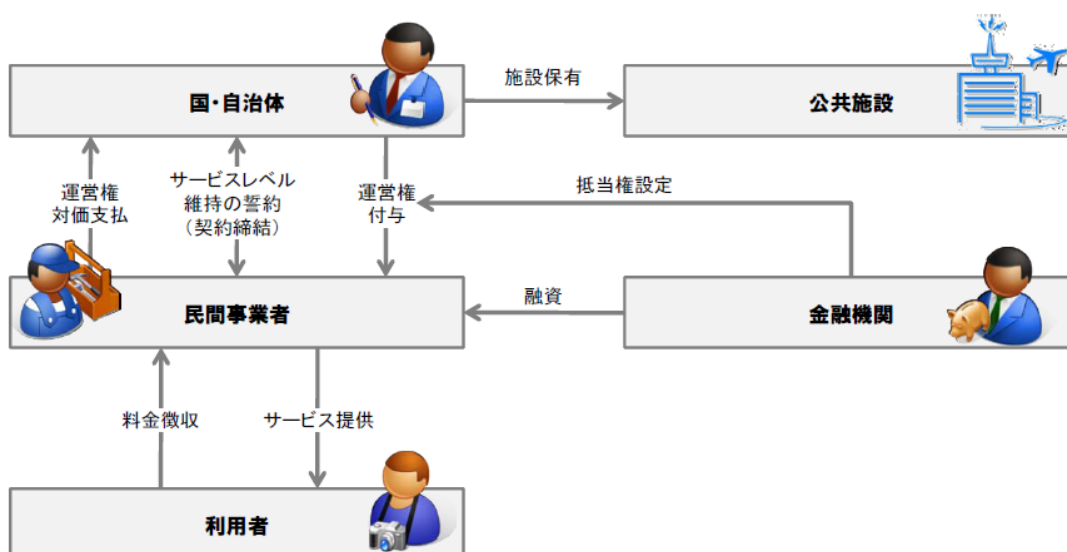 国・自治体
施設保有
公共施設
運営権
対価支払
サービスレベル
維持の誓約
（契約締結）
運営権
付与
抵当権設定
民間事業者
融資
金融機関
料金徴収
サービス提供
利用者